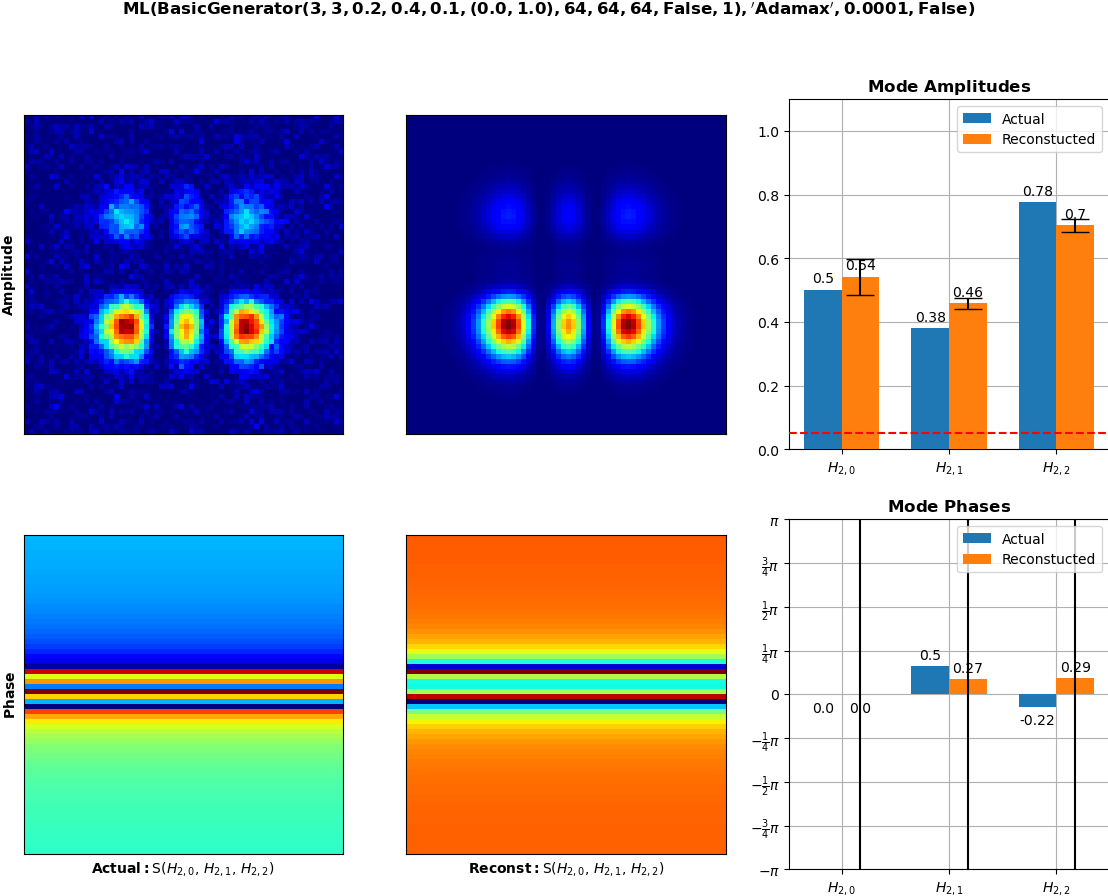 ML(BasicGenerator(3, 3, 0.2, 0.4, 0.1, (0.0, 1.0), 64, 64, 64, False, 1), ′Adamax′, 0.0001, False)
Amplitude
Mode Amplitudes
Actual
Reconstucted
1.0
0.8
0.6
0.4
0.2
0.0
0.5
0.54
0.38
0.46
0.78
0.7
H2,0
H2,1
H2,2
Phase
Actual: S(H2,0, H2,1, H2,2)
Reconst: S(H2,0, H2,1, H2,2)
Mode Phases
Actual
Reconstucted
π
3/4π
1/2π
1/4π
0
−1/4π
−1/2π
−3/4π
−π
0.0
0.0
0.5
0.27
-0.22
0.29
H2,0
H2,1
H2,2